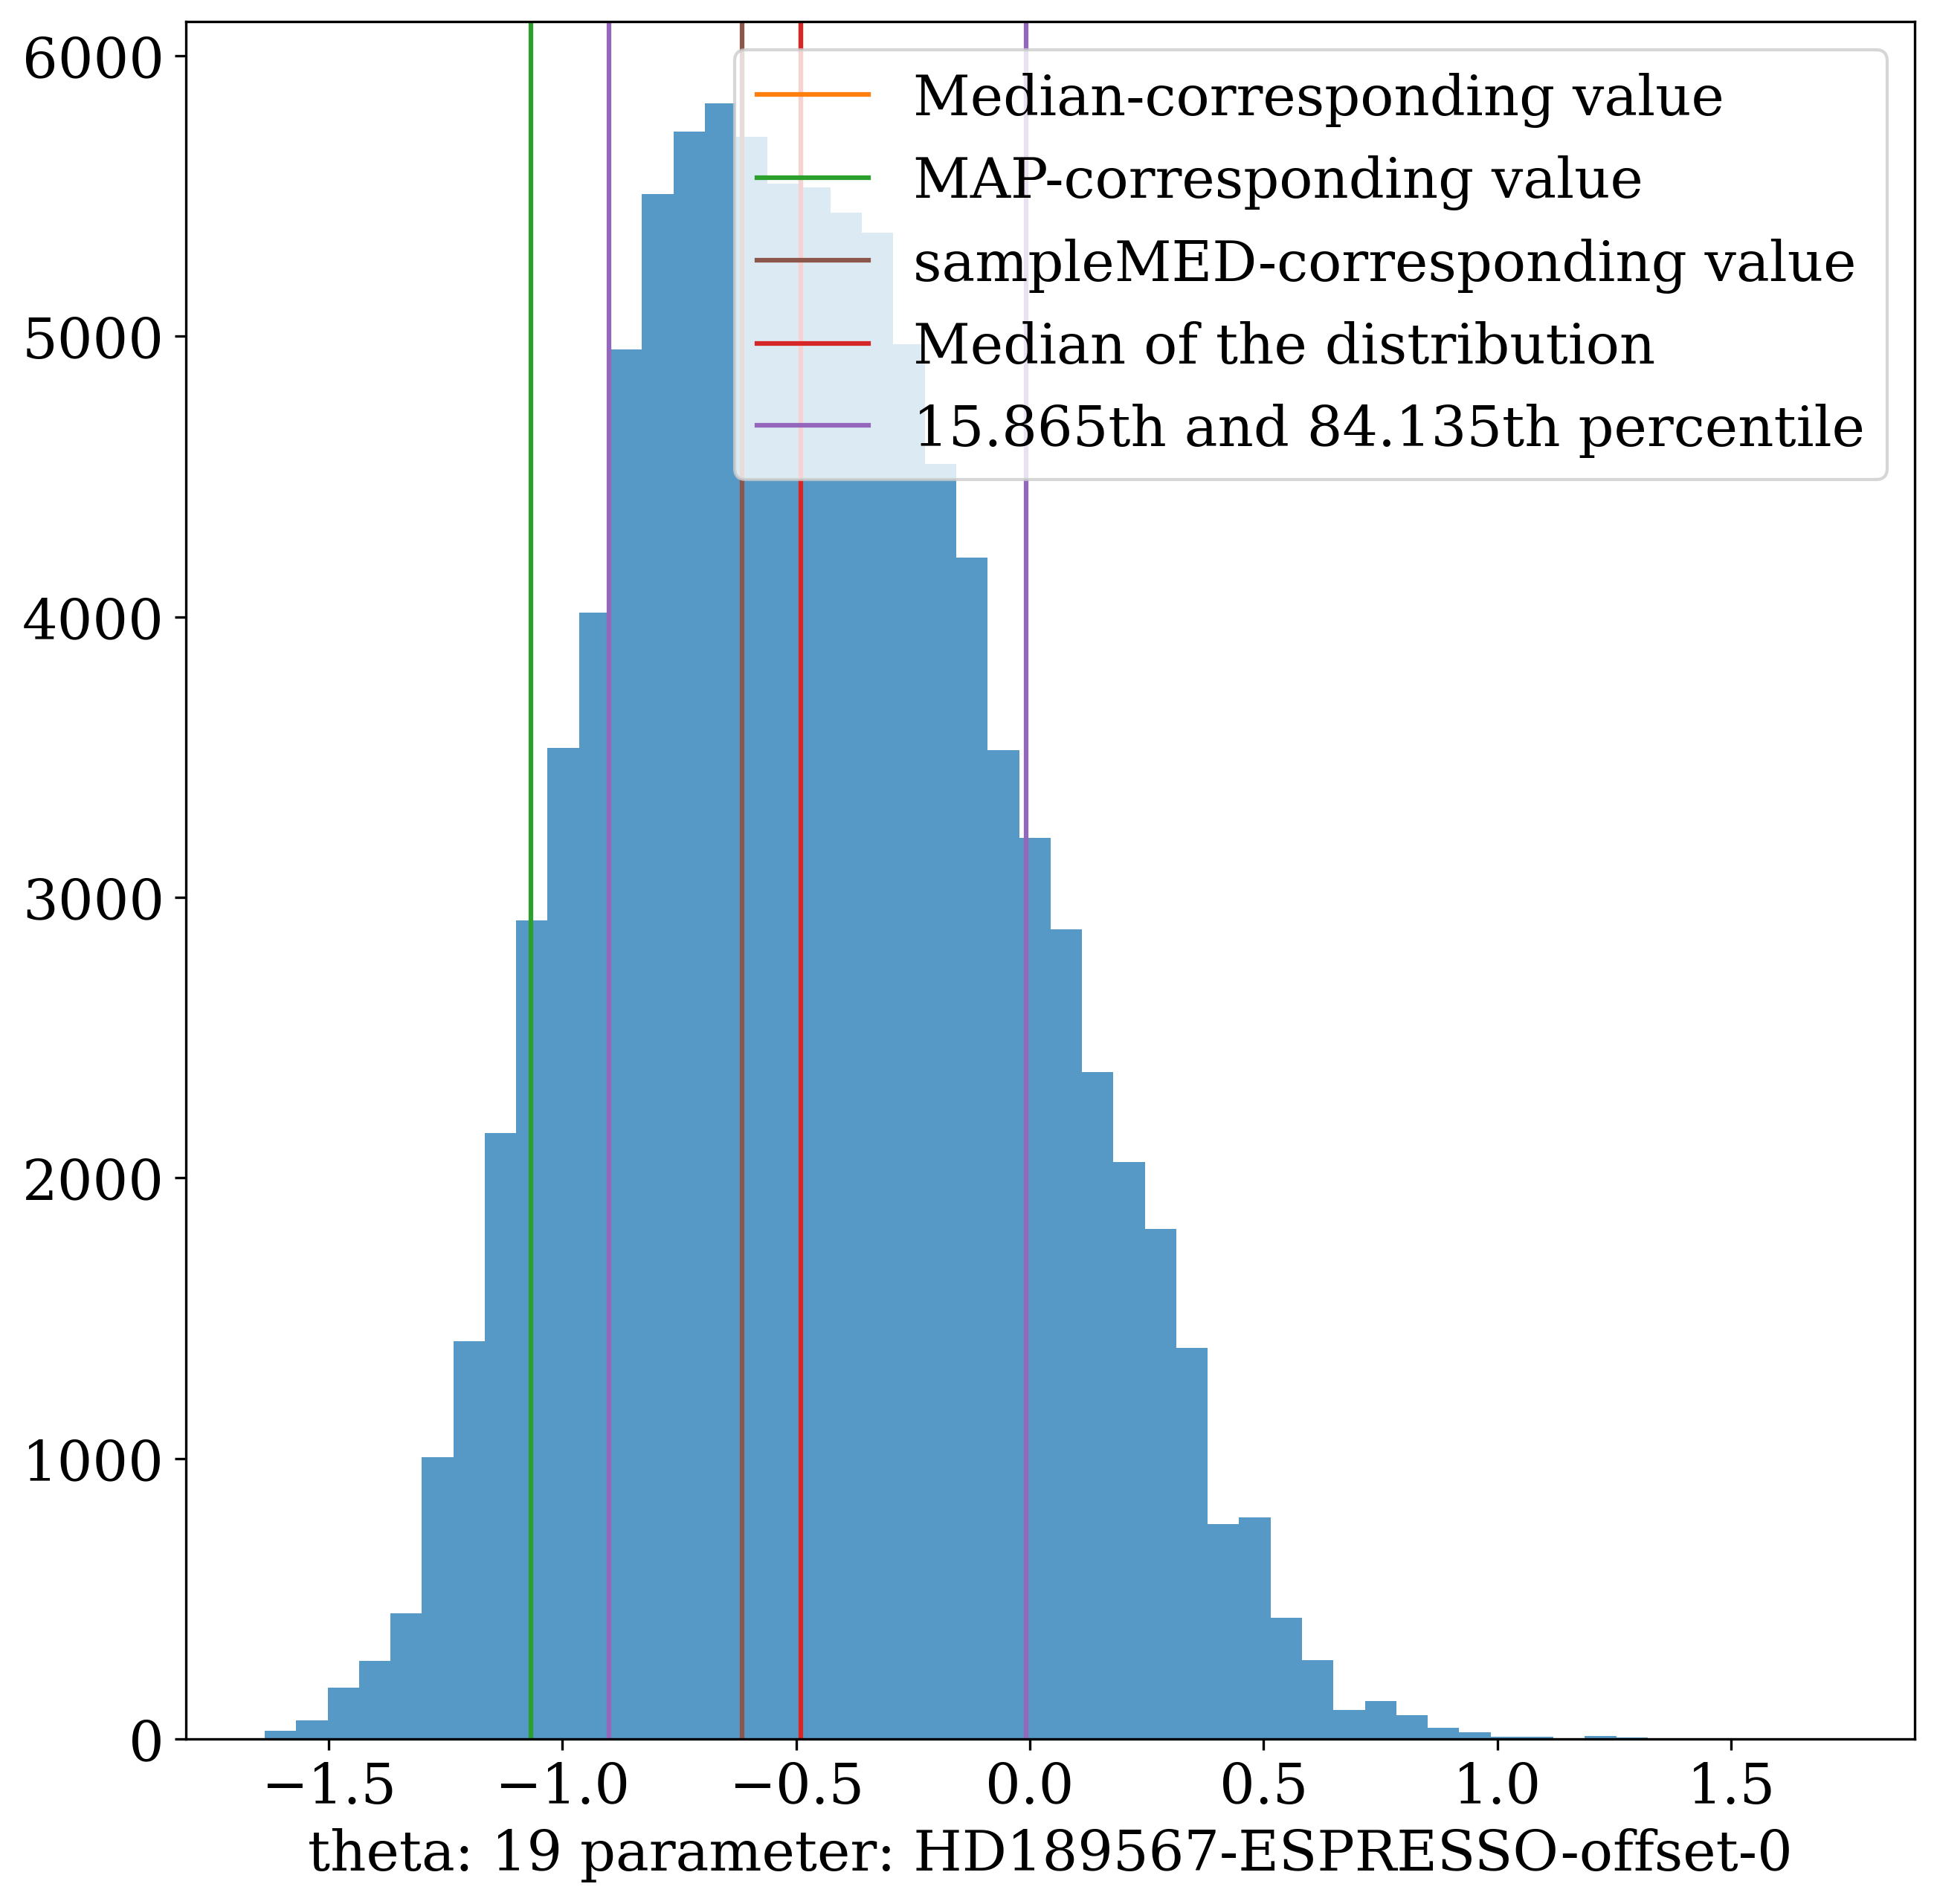 6000
5000
4000
3000
2000
1000
0
Median-corresponding value
MAP-corresponding value
sampleMED-corresponding value
Median of the distribution
15.865th and 84.135th percentile
−1.5 −1.0 −0.5 0.0 0.5 1.0 1.5
theta: 19 parameter: HD189567-ESPRESSO-offset-0